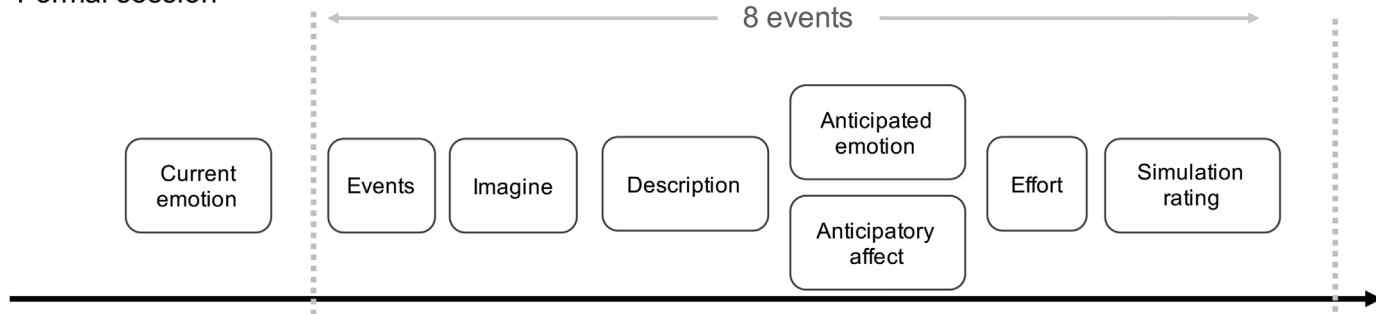 Formal session
8 events
Current
emotion
Events
Imagine
Description
Anticipated
emotion
Anticipatory
affect
Effort
Simulation
rating